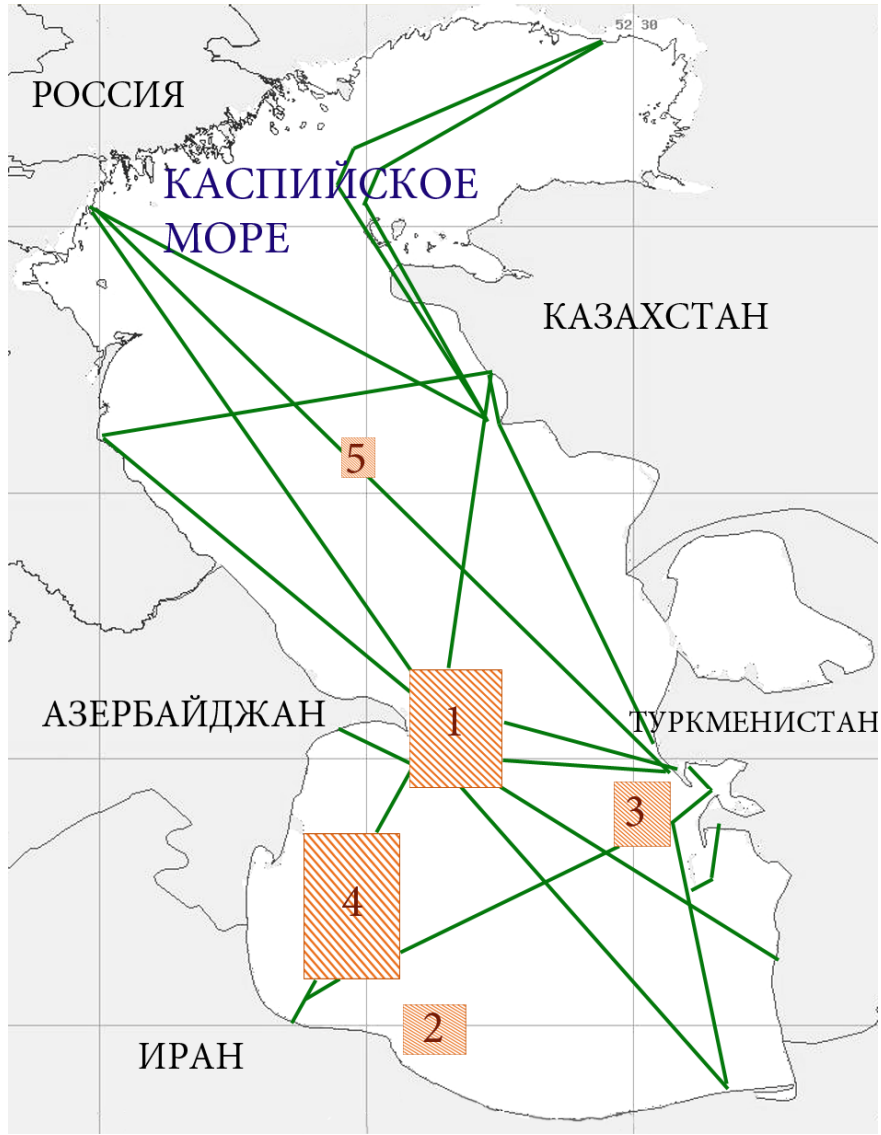 52 30
РОССИЯ
КАСПИЙСКОЕ
МОРЕ
КАЗАХСТАН
5
АЗЕРБАЙДЖАН
1
ТУРКМЕНИСТАН
3
4
2
ИРАН